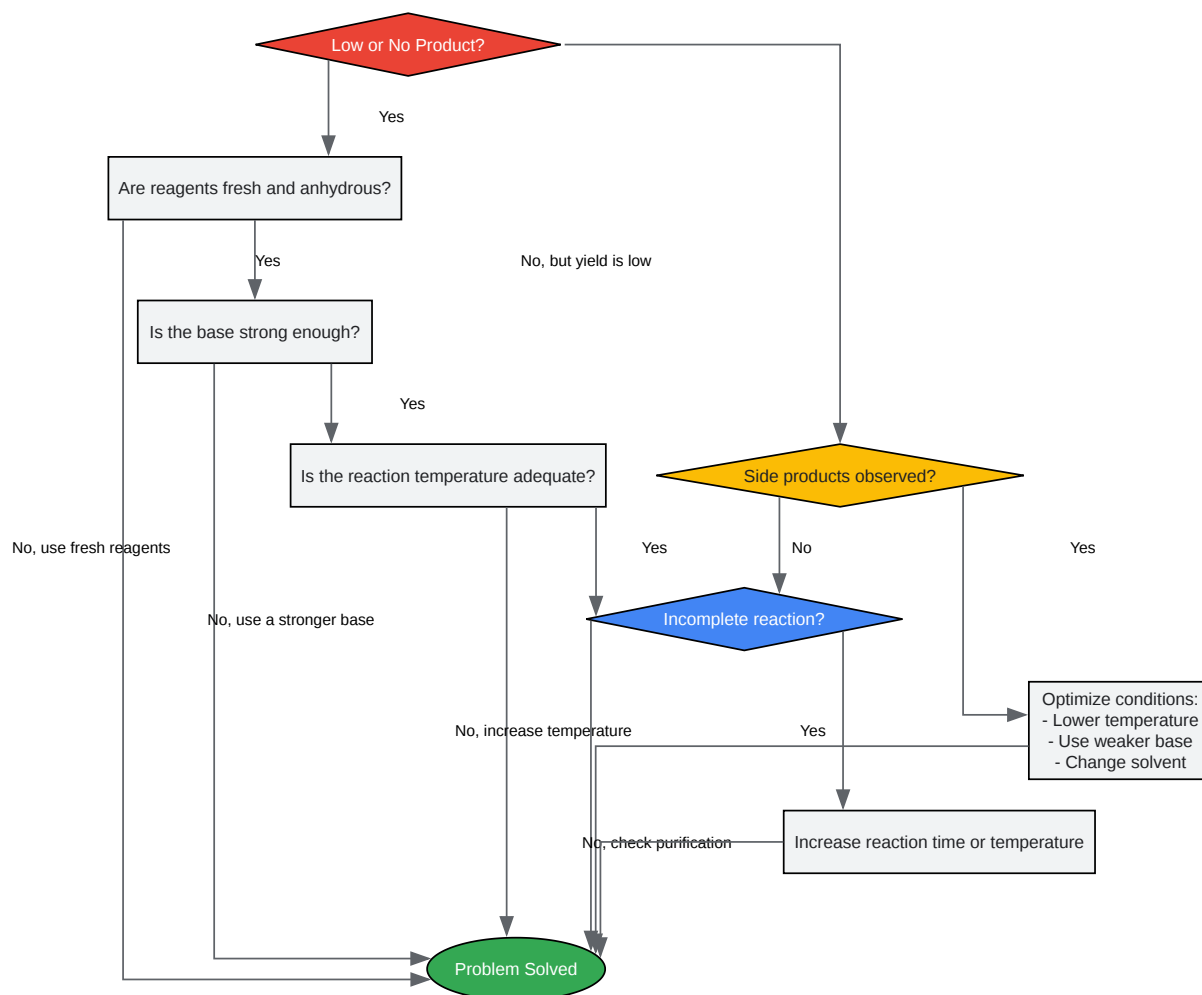 Low or No Product?
Yes
Are reagents fresh and anhydrous?
Yes
No, but yield is low
Is the base strong enough?
Yes
Is the reaction temperature adequate?
Side products observed?
No, use fresh reagents
Yes
No
Yes
No, use a stronger base
Incomplete reaction?
No, increase temperature
Yes
Optimize conditions:
- Lower temperature
- Use weaker base
- Change solvent
No, check purification
Increase reaction time or temperature
Problem Solved